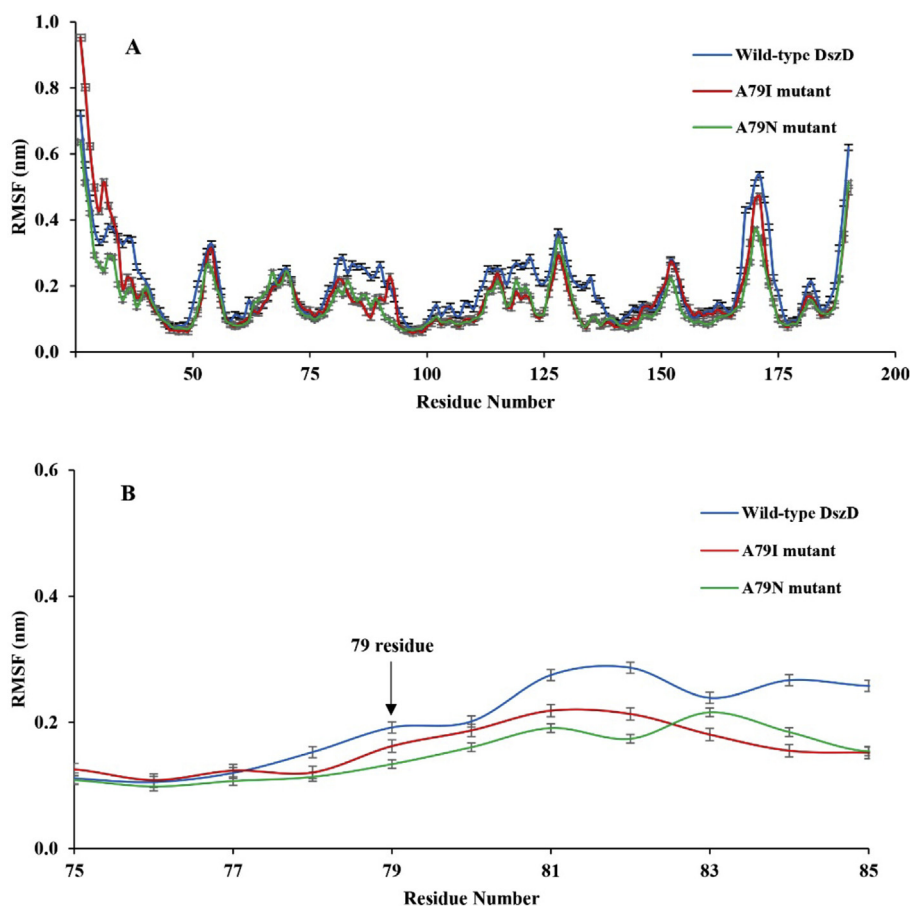 A
Wild-type DszD
A79I mutant
A79N mutant
RMSF (nm)
1.0
0.8
0.6
0.4
0.2
0.0
50 75 100 125 150 175 200
Residue Number
B
Wild-type DszD
A79I mutant
A79N mutant
79 residue
RMSF (nm)
0.6
0.4
0.2
0.0
75 77 79 81 83 85
Residue Number